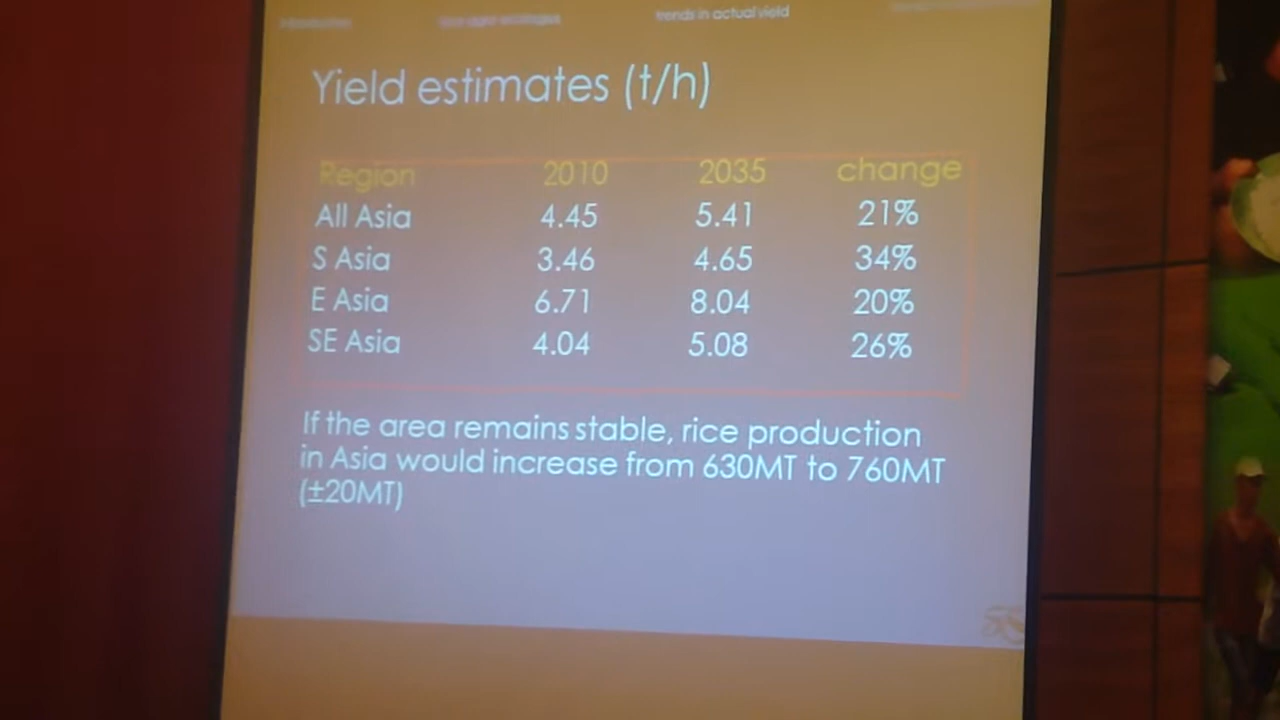 trends in actual yield
Yield estimates (t/h)
Region 2010 2035 change
All Asia 4.45 5.41 21%
S Asia 3.46 4.65 34%
E Asia 6.71 8.04 20%
SE Asia 4.04 5.08 26%
If the area remains stable, rice production
in Asia would increase from 630MT to 760MT
(±20MT)